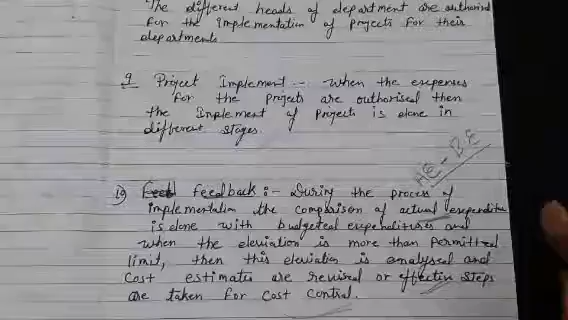 The different heads of department are authorised
for the implementation of projects for their
departments
9 Project Implement :- When the expenses
for the Projects are authorised then
the Implement of Projects is done in
different stages.
AE - BE
10) Feedback :- During the process of
implementation the comparison of actual expenditure
is done with budgeted expenditures and
when the deviation is more than Permitted
limit, then this deviation is analysed and
Cost estimates are revised or effective steps
are taken for cost control.